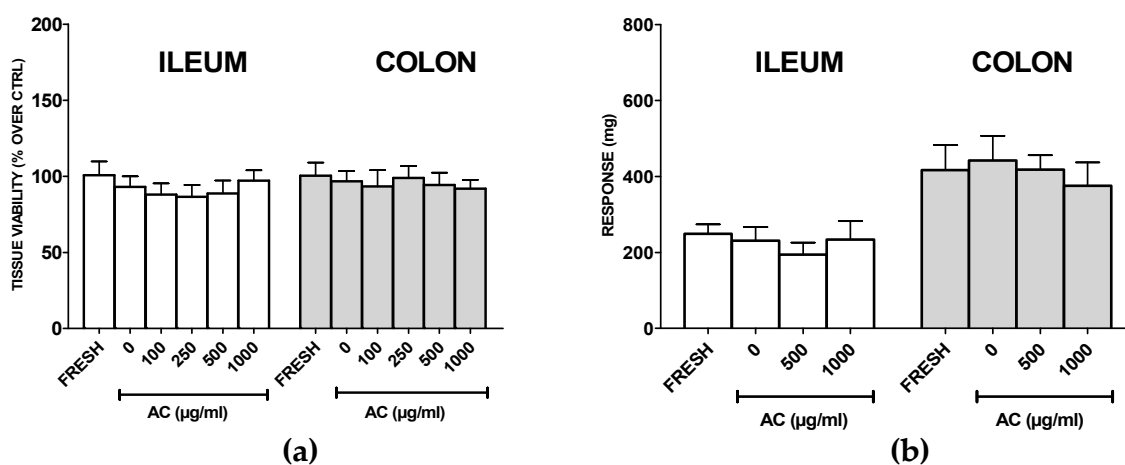 200
150
100
50
0
TISSUE VIABILITY (% OVER CTRL)
ILEUM COLON
FRESH 0 100 250 500 1000 FRESH 0 100 250 500 1000
AC (µg/ml) AC (µg/ml)
(a)
800
600
400
200
0
RESPONSE (mg)
ILEUM COLON
FRESH 0 500 1000 FRESH 0 500 1000
AC (µg/ml) AC (µg/ml)
(b)